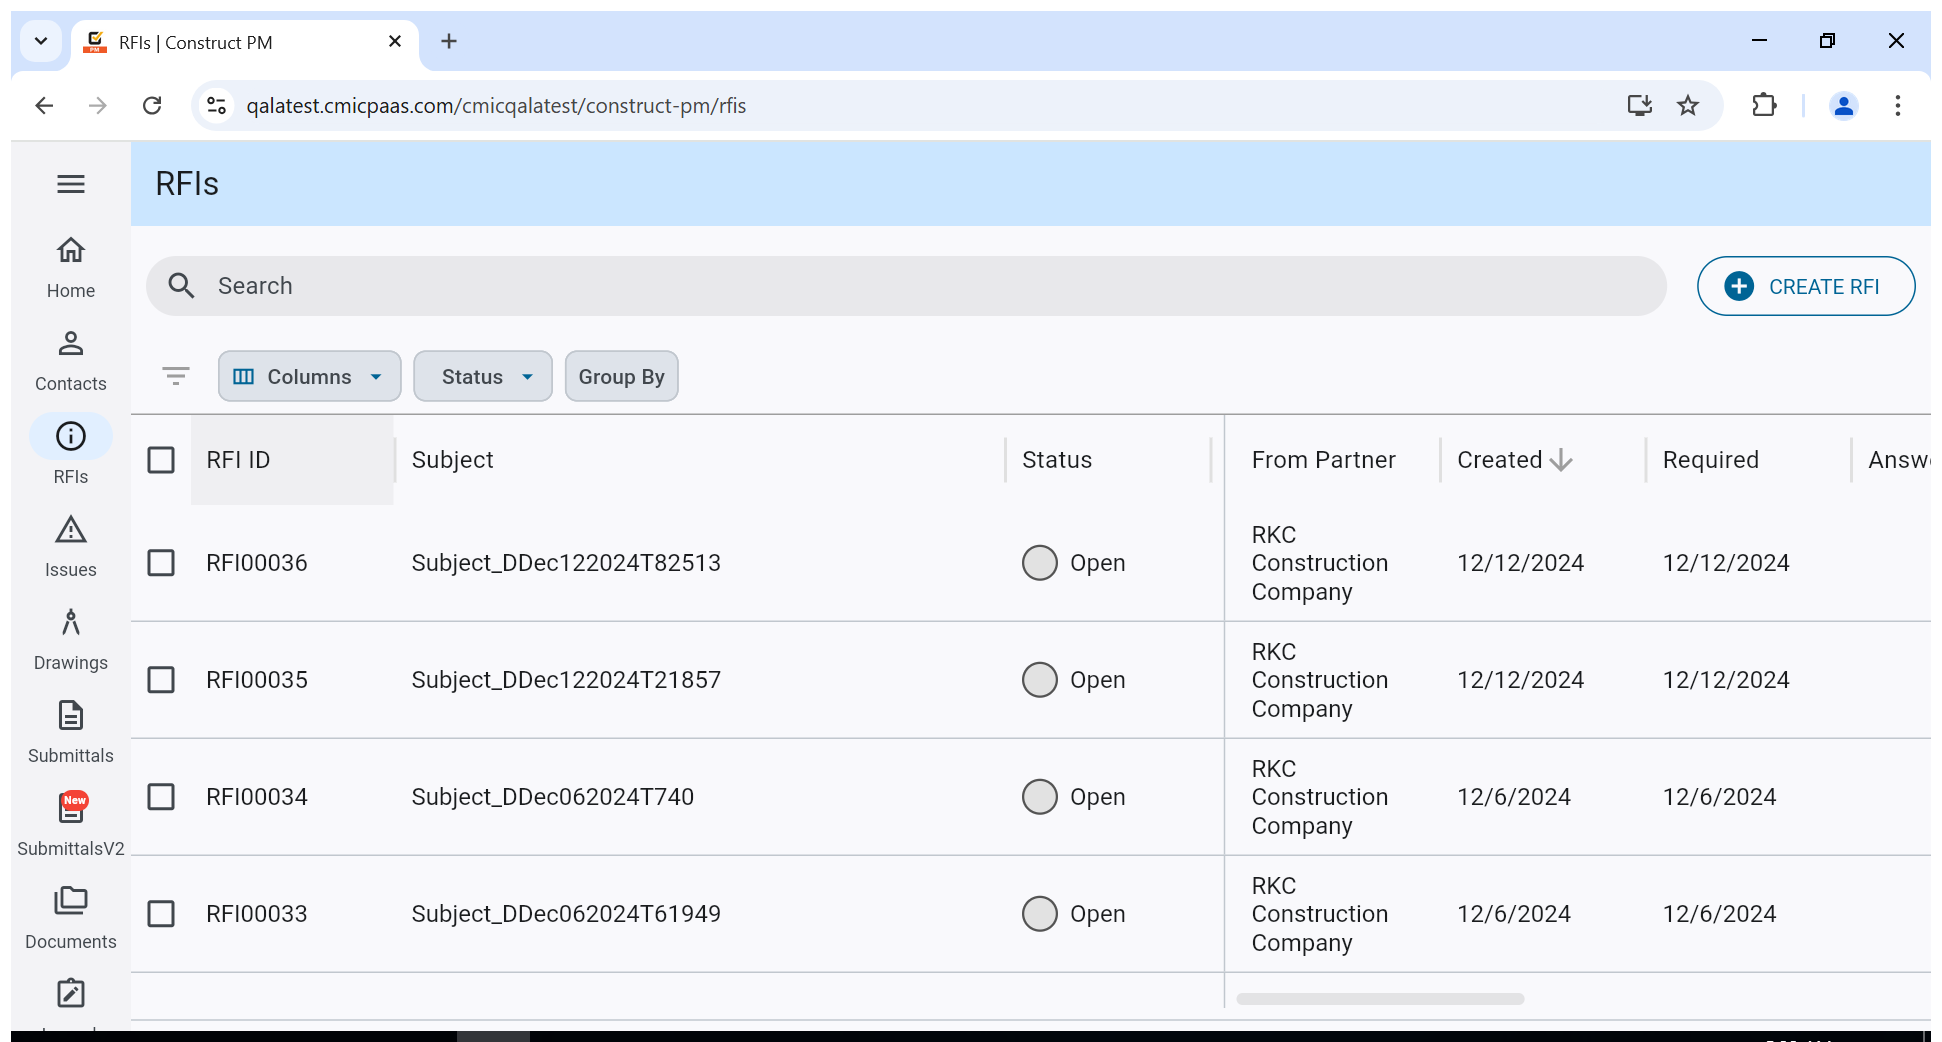 RFIs | Construct PM
qalatest.cmicpaas.com/cmicqalatest/construct-pm/rfis
RFIs
Home
Contacts
RFIs
Issues
Drawings
Submittals
New
SubmittalsV2
Documents
Search
CREATE RFI
Columns
Status
Group By
RFI ID Subject Status From Partner Created Required Answ
RFI00036 Subject_DDec122024T82513 Open RKC Construction Company 12/12/2024 12/12/2024
RFI00035 Subject_DDec122024T21857 Open RKC Construction Company 12/12/2024 12/12/2024
RFI00034 Subject_DDec062024T740 Open RKC Construction Company 12/6/2024 12/6/2024
RFI00033 Subject_DDec062024T61949 Open RKC Construction Company 12/6/2024 12/6/2024